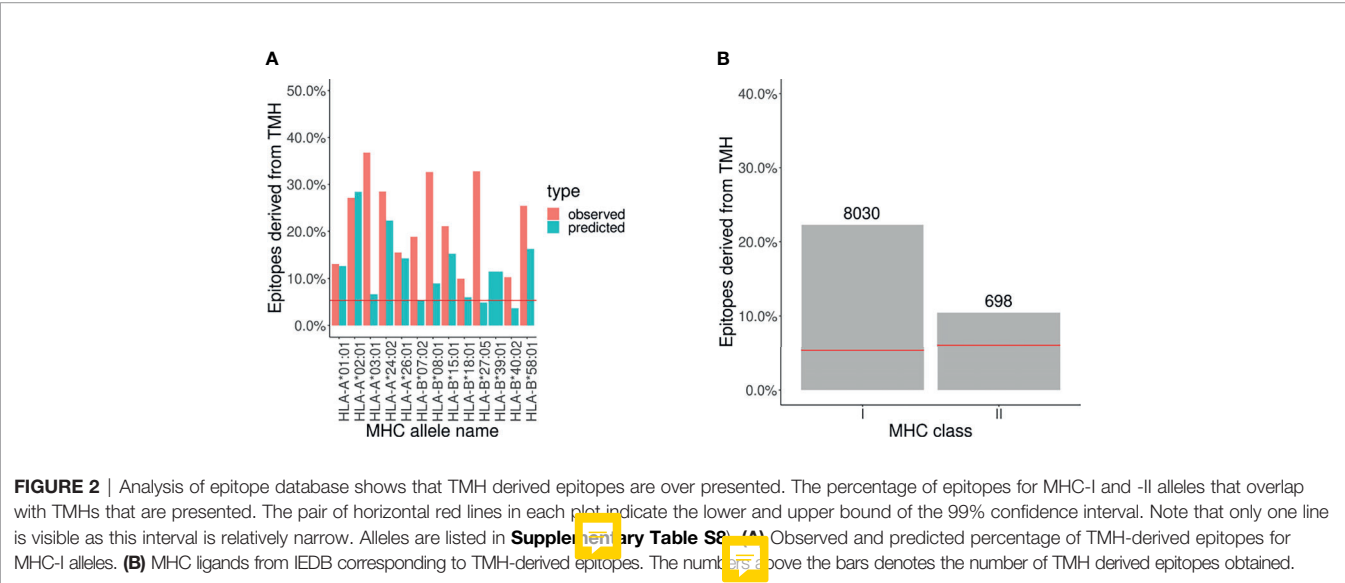 A
Epitopes derived from TMH
50.0%
40.0%
30.0%
20.0%
10.0%
0.0%
HLA-A*01:01
HLA-A*02:01
HLA-A*03:01
HLA-A*24:02
HLA-A*26:01
HLA-B*07:02
HLA-B*08:01
HLA-B*15:01
HLA-B*18:01
HLA-B*27:05
HLA-B*39:01
HLA-B*40:02
HLA-B*58:01
MHC allele name
type
observed
predicted
B
Epitopes derived from TMH
40.0%
30.0%
20.0%
10.0%
0.0%
8030
698
I
II
MHC class
FIGURE 2 | Analysis of epitope database shows that TMH derived epitopes are over presented. The percentage of epitopes for MHC-I and -II alleles that overlap
with TMHs that are presented. The pair of horizontal red lines in each plot indicate the lower and upper bound of the 99% confidence interval. Note that only one line
is visible as this interval is relatively narrow. Alleles are listed in Supplementary Table S8). (A) Observed and predicted percentage of TMH-derived epitopes for
MHC-I alleles. (B) MHC ligands from IEDB corresponding to TMH-derived epitopes. The numbers above the bars denotes the number of TMH derived epitopes obtained.